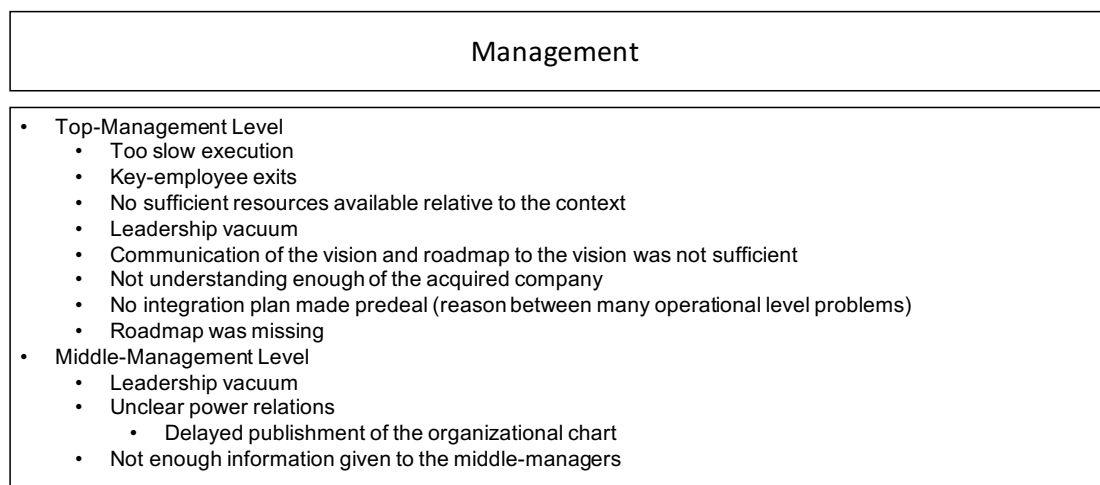 Management
• Top-Management Level
• Too slow execution
• Key-employee exits
• No sufficient resources available relative to the context
• Leadership vacuum
• Communication of the vision and roadmap to the vision was not sufficient
• Not understanding enough of the acquired company
• No integration plan made predeal (reason between many operational level problems)
• Roadmap was missing
• Middle-Management Level
• Leadership vacuum
• Unclear power relations
• Delayed publishment of the organizational chart
• Not enough information given to the middle-managers